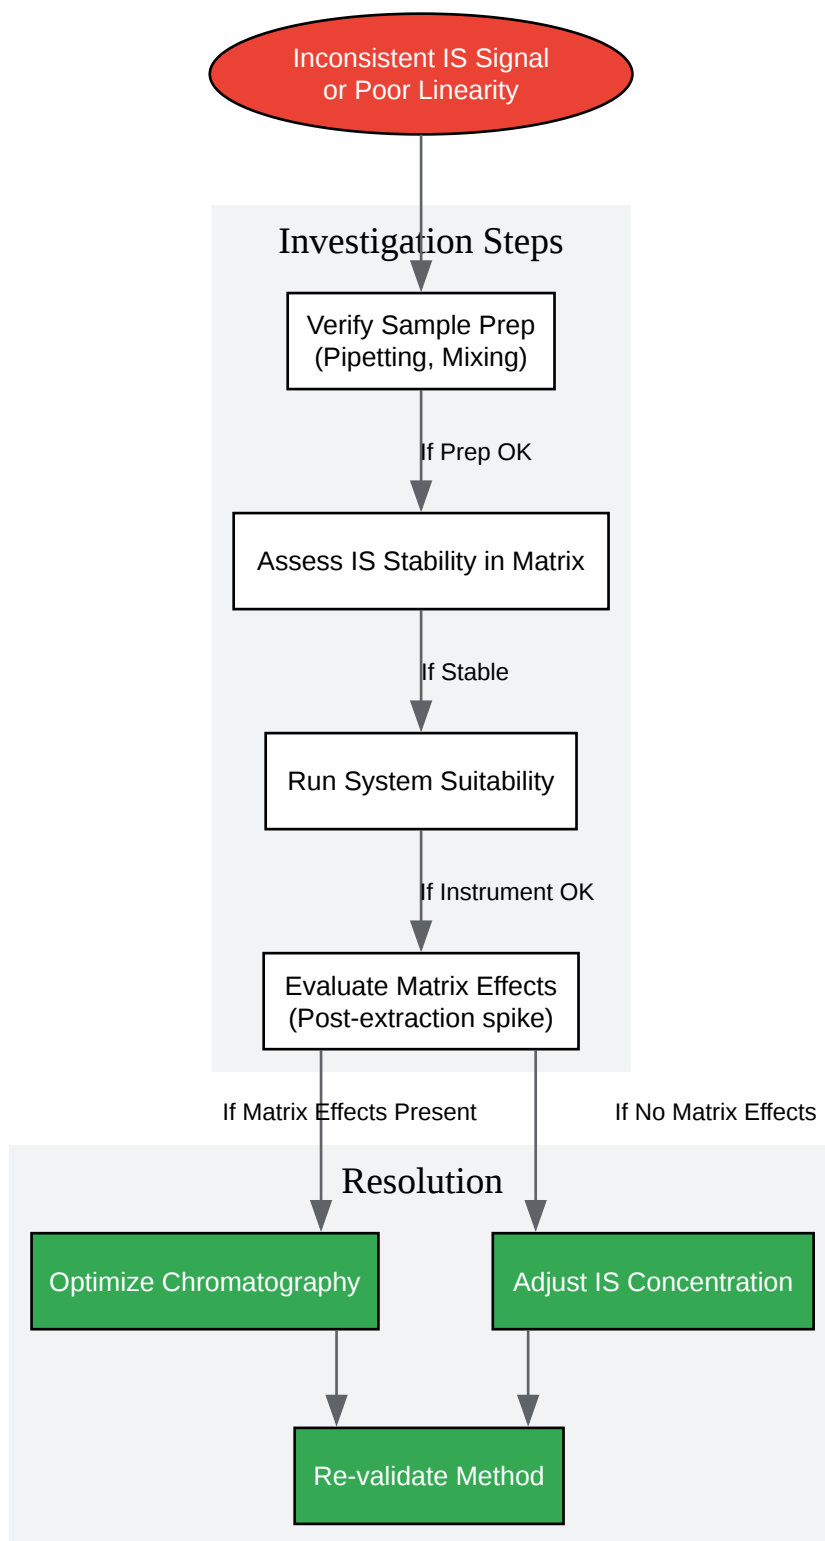 Inconsistent IS Signal
or Poor Linearity
Investigation Steps
Verify Sample Prep
(Pipetting, Mixing)
If Prep OK
Assess IS Stability in Matrix
If Stable
Run System Suitability
If Instrument OK
Evaluate Matrix Effects
(Post-extraction spike)
If Matrix Effects Present
If No Matrix Effects
Resolution
Optimize Chromatography
Adjust IS Concentration
Re-validate Method